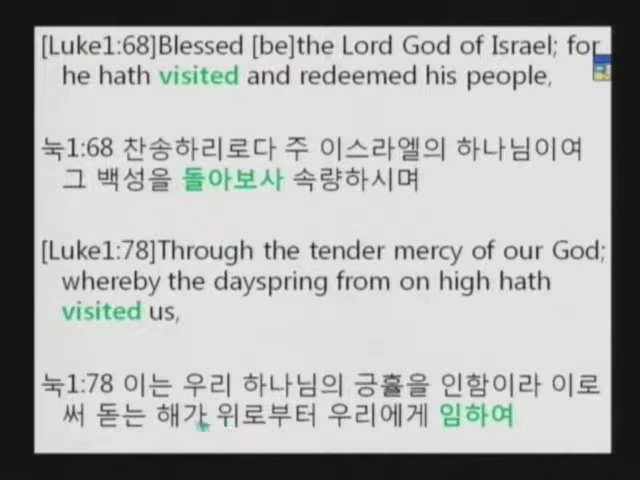 [Luke1:68]Blessed [be]the Lord God of Israel; for
he hath visited and redeemed his people,
눅1:68 찬송하리로다 주 이스라엘의 하나님이여
그 백성을 돌아보사 속량하시며
[Luke1:78]Through the tender mercy of our God;
whereby the dayspring from on high hath
visited us,
눅1:78 이는 우리 하나님의 긍휼을 인함이라 이로
써 돋는 해가 위로부터 우리에게 임하여